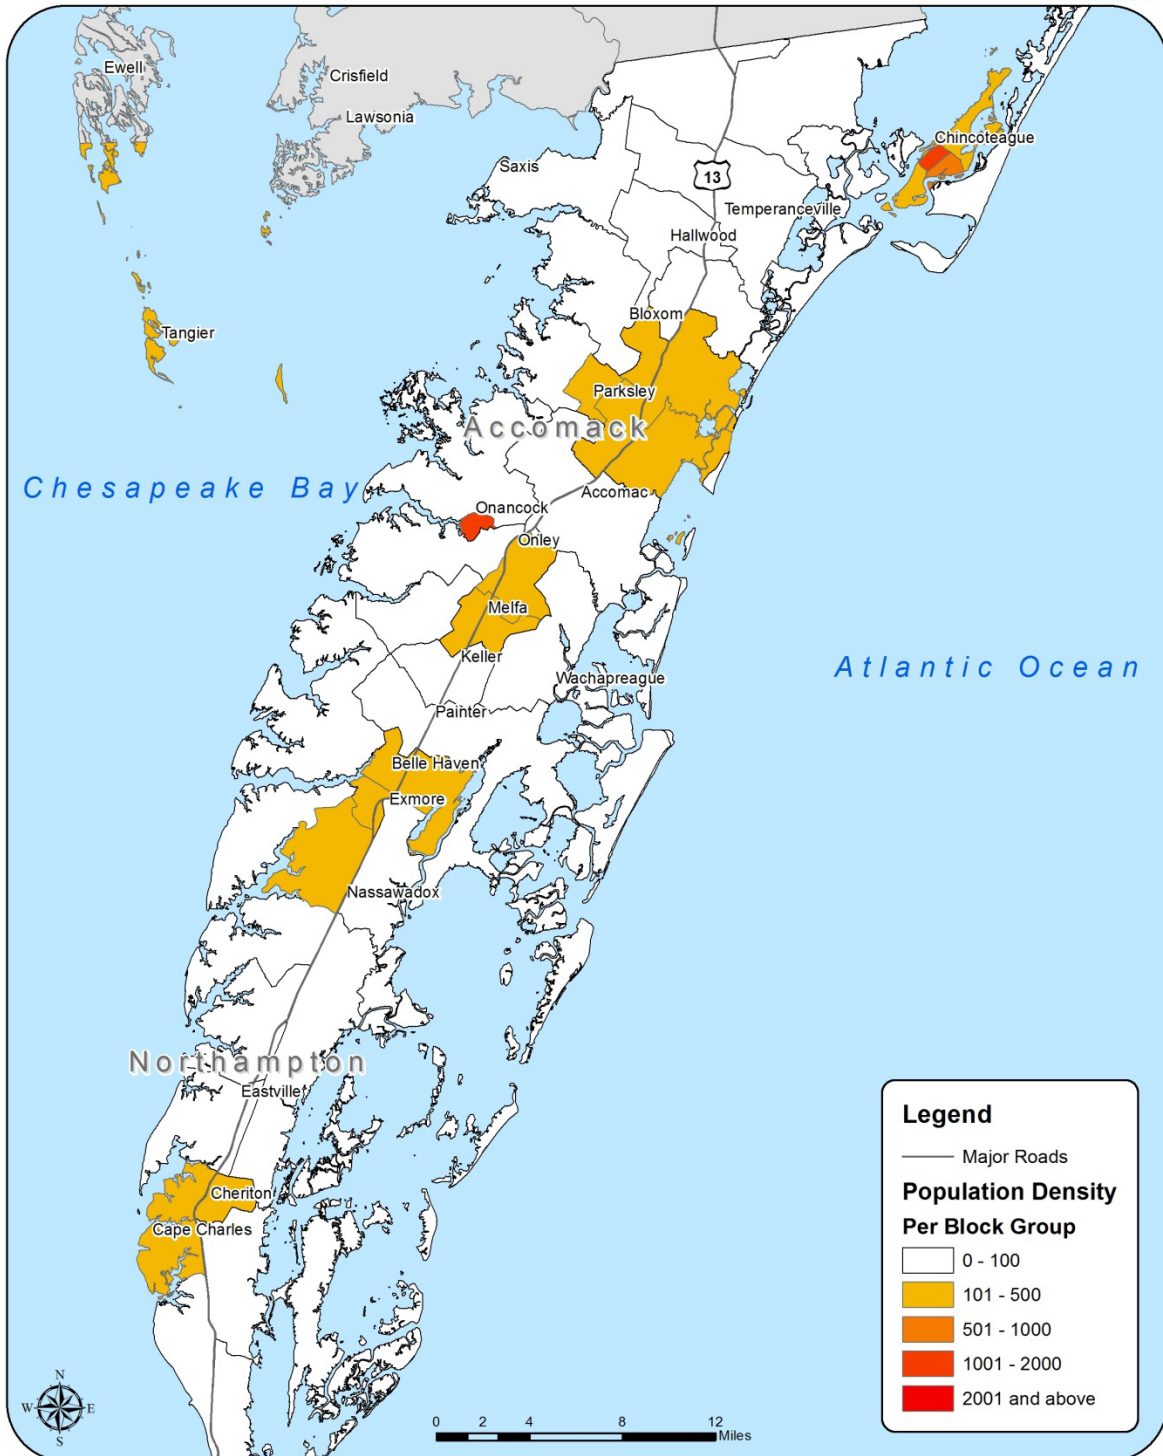 Ewell
Crisfield
Lawsonia
Chincoteague
Saxis
13
Temperanceville
Hallwood
Bloxom
Tangier
Parksley
Accomack
Chesapeake Bay
Accomac
Onancock
Onley
Melfa
Keller
Atlantic Ocean
Wachapreague
Painter
Belle Haven
Exmore
Nassawadox
Northampton
Eastville
Cheriton
Cape Charles
Legend
Major Roads
Population Density
Per Block Group
0 - 100
101 - 500
501 - 1000
1001 - 2000
2001 and above
N
W E
S
0 2 4 8 12
Miles